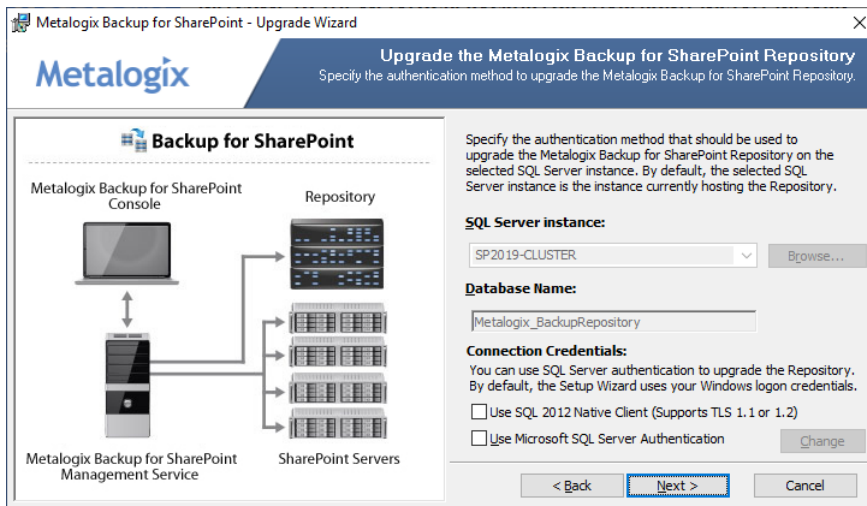 Metalogix Backup for SharePoint - Upgrade Wizard
Metalogix
Upgrade the Metalogix Backup for SharePoint Repository
Specify the authentication method to upgrade the Metalogix Backup for SharePoint Repository.
Backup for SharePoint
Metalogix Backup for SharePoint
Console
Repository
Metalogix Backup for SharePoint
Management Service
SharePoint Servers
Specify the authentication method that should be used to
upgrade the Metalogix Backup for SharePoint Repository on the
selected SQL Server instance. By default, the selected SQL
Server instance is the instance currently hosting the Repository.
SQL Server instance:
SP2019-CLUSTER
Browse...
Database Name:
Metalogix_BackupRepository
Connection Credentials:
You can use SQL Server authentication to upgrade the Repository.
By default, the Setup Wizard uses your Windows logon credentials.
Use SQL 2012 Native Client (Supports TLS 1.1 or 1.2)
Use Microsoft SQL Server Authentication
Change
< Back
Next >
Cancel